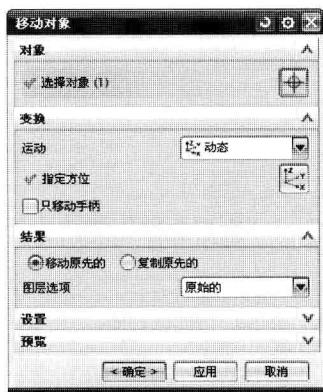 移动对象
对象
选择对象 (1)
变换
运动
动态
指定方位
只移动手柄
结果
移动原先的 复制原先的
图层选项 原始的
设置
预览
< 确定 > 应用 取消